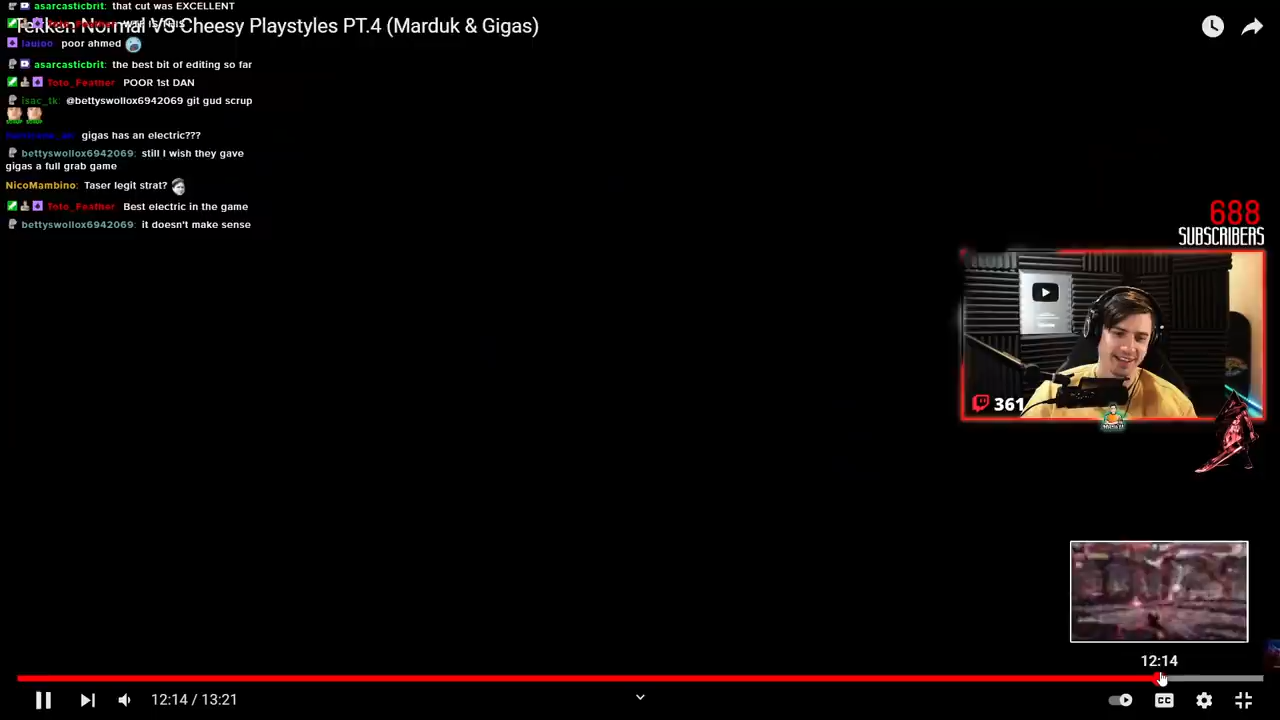 asarcasticbrit: that cut was EXCELLENT
Tekken Normal VS Cheesy Playstyles PT.4 (Marduk & Gigas)
laujoo poor ahmed
asarcasticbrit: the best bit of editing so far
Toto_Feather POOR 1ST DAN
isac_tk: @bettyswollox6942069 git gud scrup
gigas has an electric???
bettyswollox6942069: still I wish they gave
gigas a full grab game
NicoMambino: Taser legit strat?
Toto_Feather Best electric in the game
bettyswollox6942069: it doesn't make sense
688
SUBSCRIBERS
361
12:14
12:14 / 13:21
CC